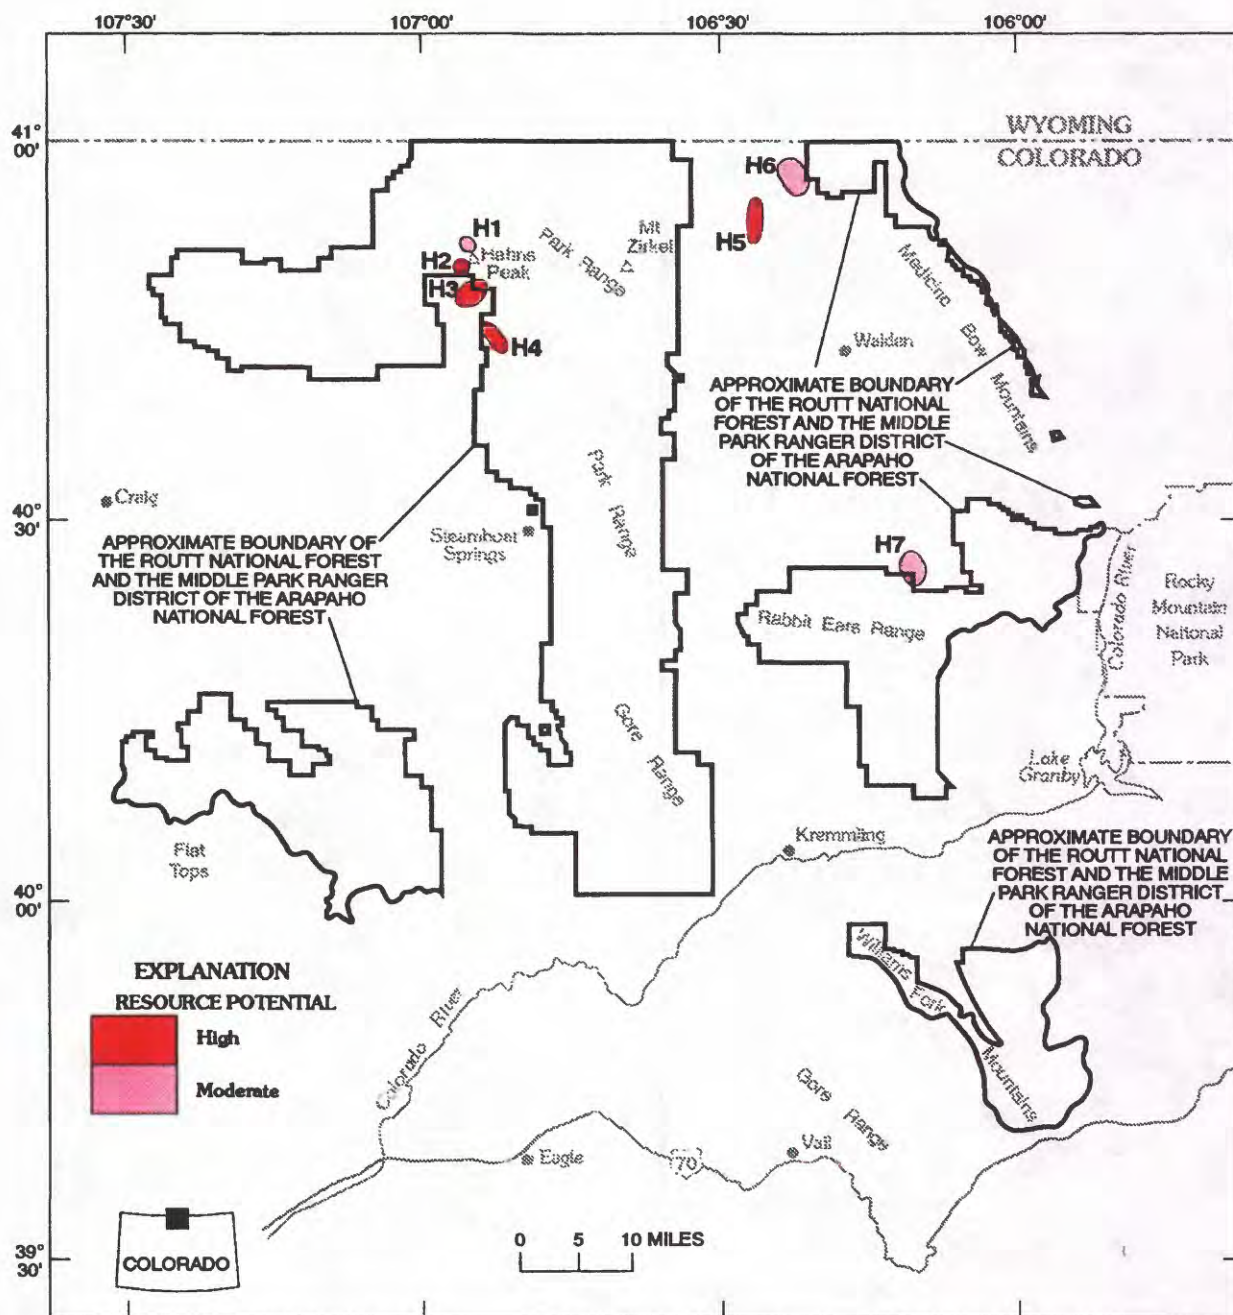 107°30'
107°00'
106°30'
106°00'
41°
00'
WYOMING
COLORADO
H6
H5
H1
H2
Hahns
Peak
H3
H4
Park Range
Mt
Zirkel
Medicine Bow Mountains
Walden
APPROXIMATE BOUNDARY
OF THE ROUTT NATIONAL
FOREST AND THE MIDDLE
PARK RANGER DISTRICT
OF THE ARAPAHO
NATIONAL FOREST
Craig
40°
30'
Steamboat
Springs
Park Range
APPROXIMATE BOUNDARY OF
THE ROUTT NATIONAL FOREST
AND THE MIDDLE PARK RANGER
DISTRICT OF THE ARAPAHO
NATIONAL FOREST
H7
Rabbit Ears Range
Colorado River
Rocky
Mountain
National
Park
Gore Range
Lake
Granby
Flat
Tops
Kremmling
40°
00'
APPROXIMATE BOUNDARY
OF THE ROUTT NATIONAL
FOREST AND THE MIDDLE
PARK RANGER DISTRICT
OF THE ARAPAHO
NATIONAL FOREST
Williams Fork Mountains
EXPLANATION
RESOURCE POTENTIAL
High
Moderate
Colorado River
Gore Range
Eagle
70
Vail
COLORADO
0 5 10 MILES
39°
30'